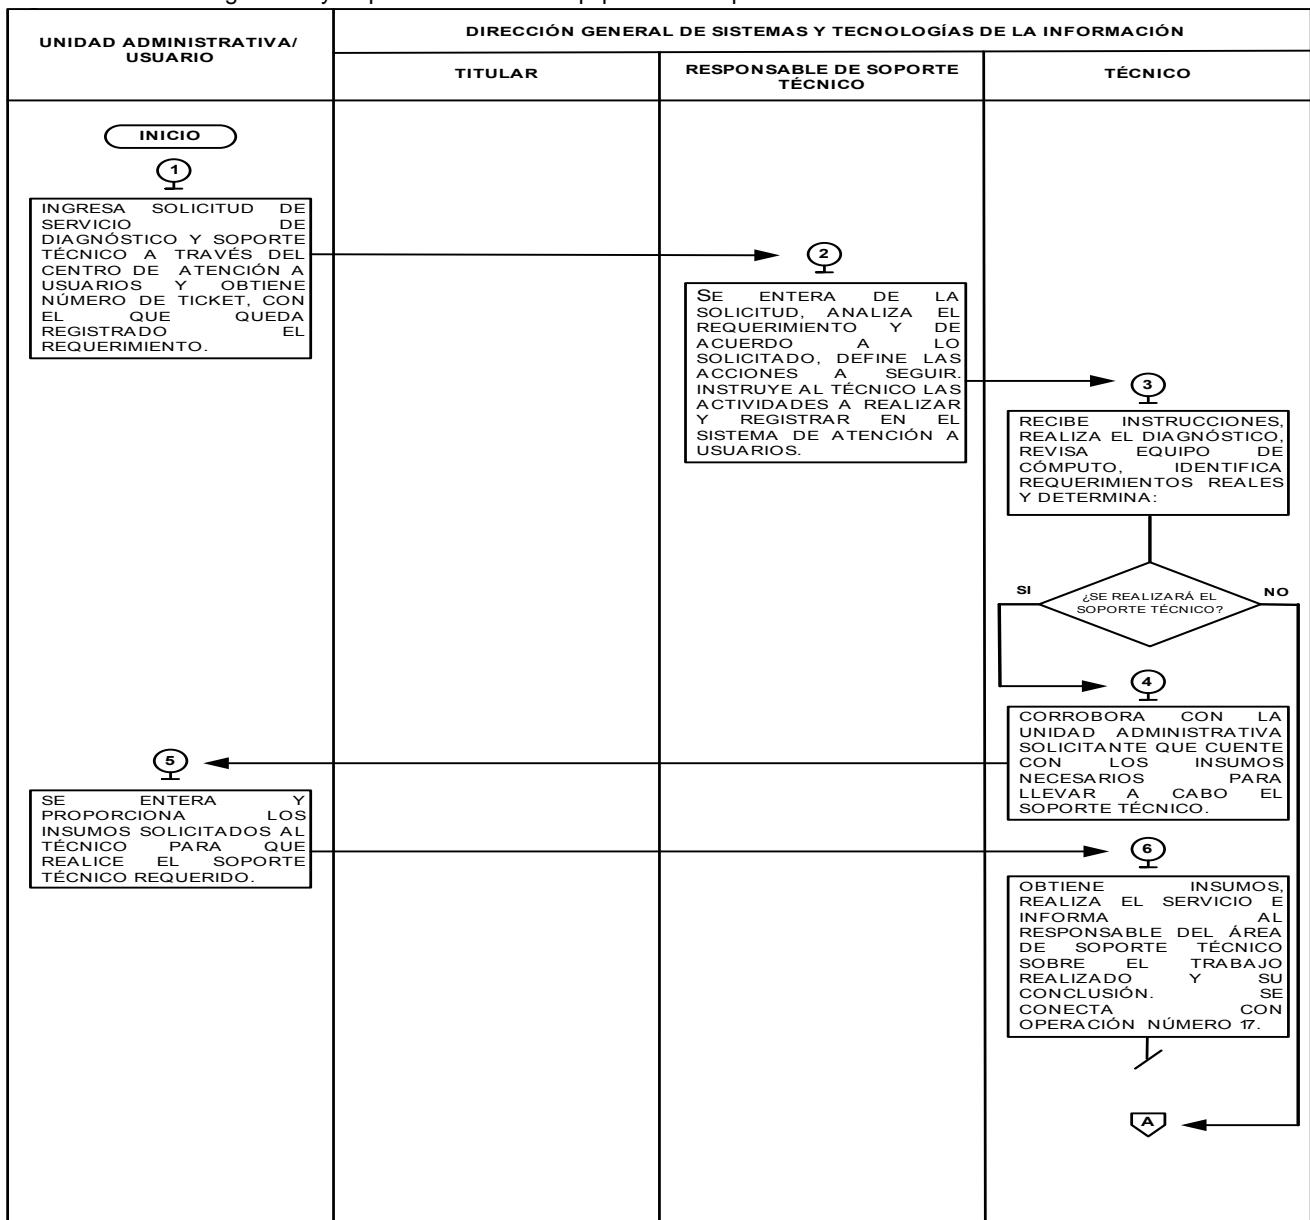 UNIDAD ADMINISTRATIVA/
USUARIO
DIRECCIÓN GENERAL DE SISTEMAS Y TECNOLOGÍAS DE LA INFORMACIÓN
TITULAR
RESPONSABLE DE SOPORTE
TÉCNICO
TÉCNICO
INICIO
1
INGRESA SOLICITUD DE
SERVICIO DE
DIAGNÓSTICO Y SOPORTE
TÉCNICO A TRAVÉS DEL
CENTRO DE ATENCIÓN A
USUARIOS Y OBTIENE
NÚMERO DE TICKET, CON
EL QUE QUEDA
REGISTRADO EL
REQUERIMIENTO.
2
SE ENTERA DE LA
SOLICITUD, ANALIZA EL
REQUERIMIENTO Y DE
ACUERDO A LO
SOLICITADO, DEFINE LAS
ACCIONES A SEGUIR.
INSTRUYE AL TÉCNICO LAS
ACTIVIDADES A REALIZAR
Y REGISTRAR EN EL
SISTEMA DE ATENCIÓN A
USUARIOS.
3
RECIBE INSTRUCCIONES,
REALIZA EL DIAGNÓSTICO,
REVISA EQUIPO DE
CÓMPUTO, IDENTIFICA
REQUERIMIENTOS REALES
Y DETERMINA:
SI
¿SE REALIZARÁ EL
SOPORTE TÉCNICO?
NO
4
CORROBORA CON LA
UNIDAD ADMINISTRATIVA
SOLICITANTE QUE CUENTE
CON LOS INSUMOS
NECESARIOS PARA
LLEVAR A CABO EL
SOPORTE TÉCNICO.
5
SE ENTERA Y
PROPORCIONA LOS
INSUMOS SOLICITADOS AL
TÉCNICO PARA QUE
REALICE EL SOPORTE
TÉCNICO REQUERIDO.
6
OBTIENE INSUMOS,
REALIZA EL SERVICIO E
INFORMA AL
RESPONSABLE DEL ÁREA
DE SOPORTE TÉCNICO
SOBRE EL TRABAJO
REALIZADO Y SU
CONCLUSIÓN. SE
CONECTA CON
OPERACIÓN NÚMERO 17.
A